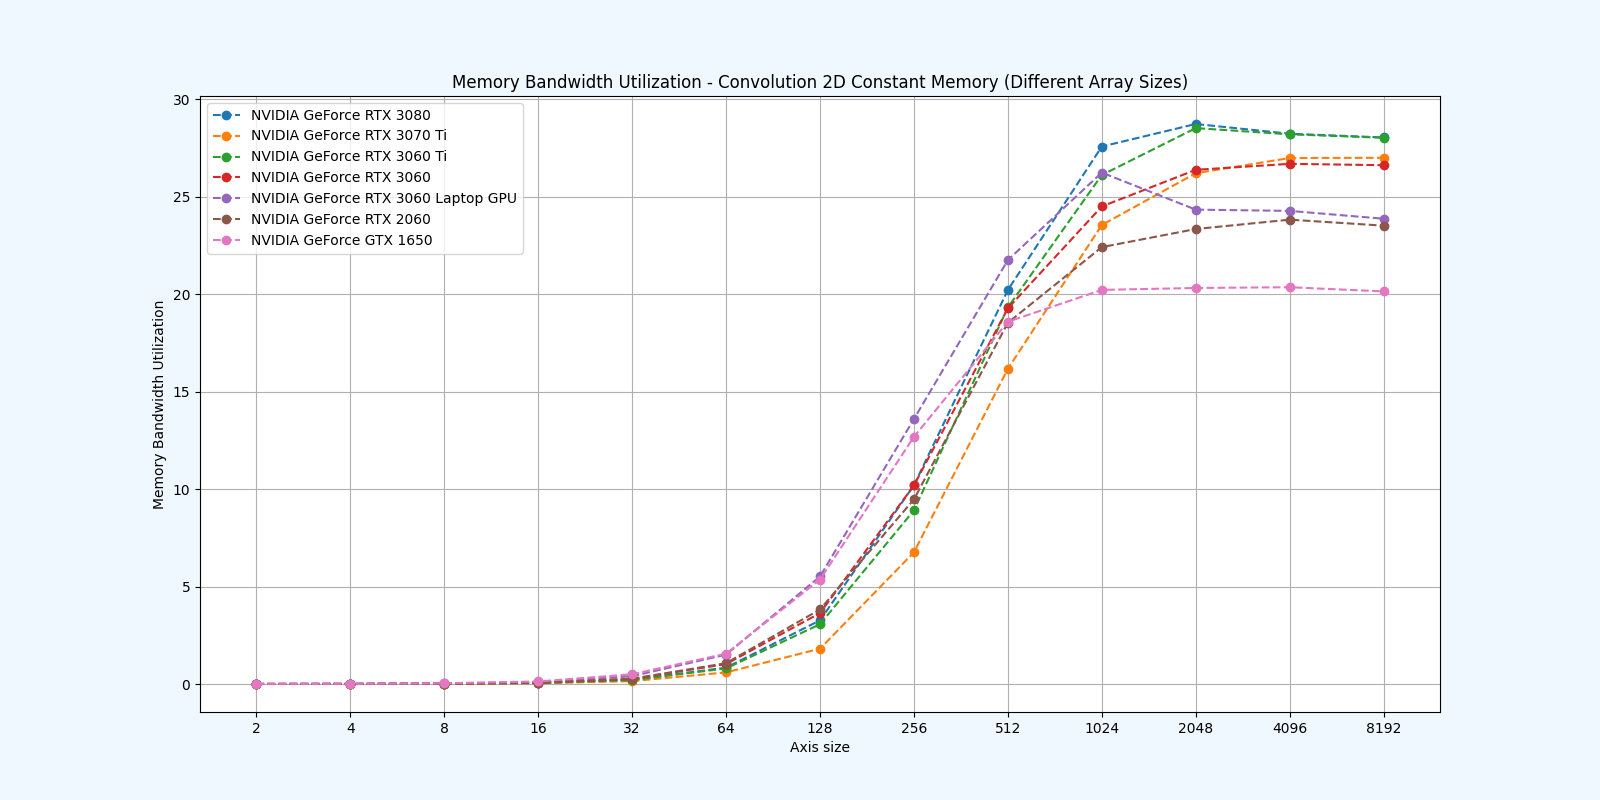 Memory Bandwidth Utilization - Convolution 2D Constant Memory (Different Array Sizes)
NVIDIA GeForce RTX 3080
NVIDIA GeForce RTX 3070 Ti
NVIDIA GeForce RTX 3060 Ti
NVIDIA GeForce RTX 3060
NVIDIA GeForce RTX 3060 Laptop GPU
NVIDIA GeForce RTX 2060
NVIDIA GeForce GTX 1650
30
25
20
15
10
5
0
Memory Bandwidth Utilization
2 4 8 16 32 64 128 256 512 1024 2048 4096 8192
Axis size